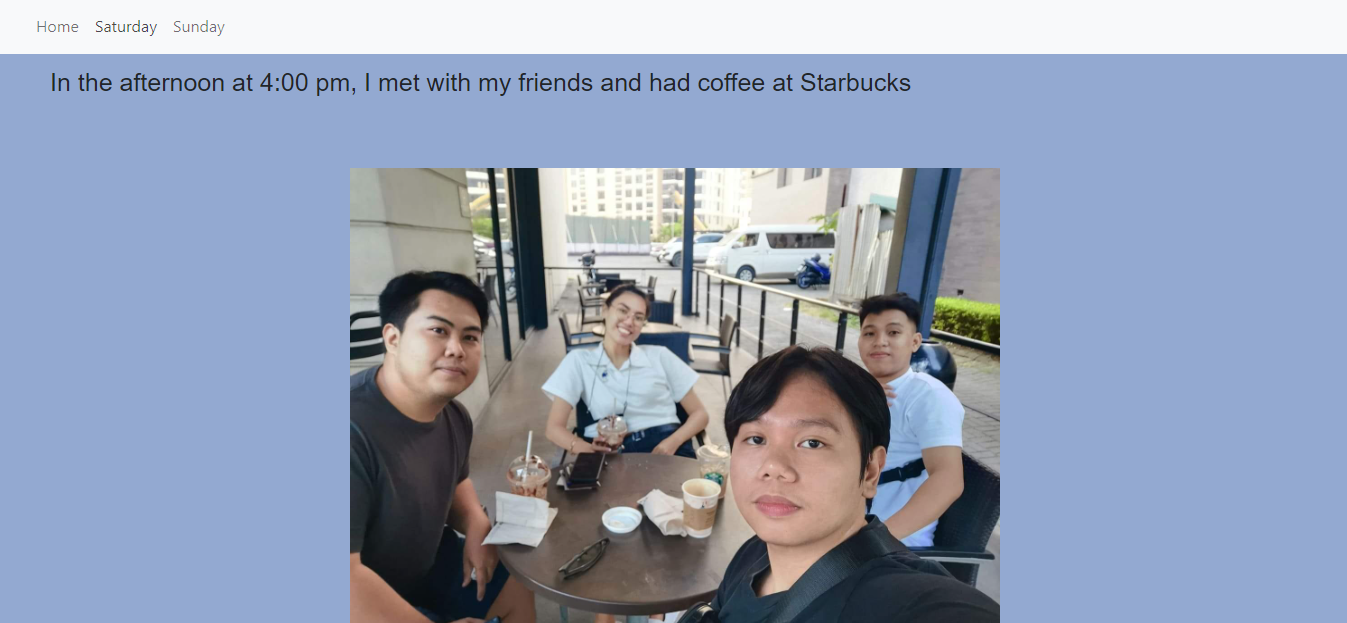 Home Saturday Sunday
In the afternoon at 4:00 pm, I met with my friends and had coffee at Starbucks